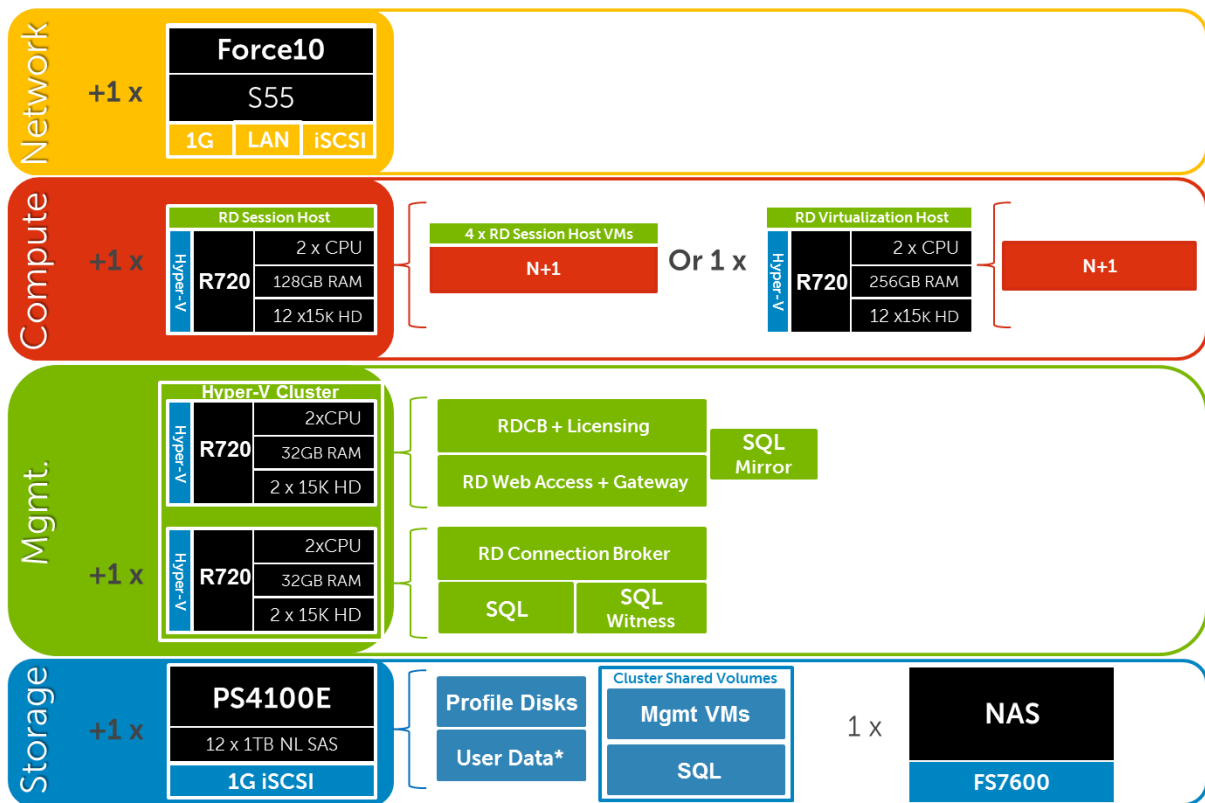 Network
+1 x
Force10
S55
1G
LAN
iSCSI
Compute
+1 x
RD Session Host
Hyper-V
R720
2 x CPU
128GB RAM
12 x15K HD
4 x RD Session Host VMs
N+1
Or 1 x
RD Virtualization Host
Hyper-V
R720
2 x CPU
256GB RAM
12 x15K HD
N+1
Mgmt.
Hyper-V Cluster
Hyper-V
R720
2xCPU
32GB RAM
2 x 15K HD
RDCB + Licensing
RD Web Access + Gateway
SQL
Mirror
+1 x
Hyper-V
R720
2xCPU
32GB RAM
2 x 15K HD
RD Connection Broker
SQL
SQL
Witness
Storage
+1 x
PS4100E
12 x 1TB NL SAS
1G iSCSI
Profile Disks
User Data*
Cluster Shared Volumes
Mgmt VMs
SQL
1 x
NAS
FS7600